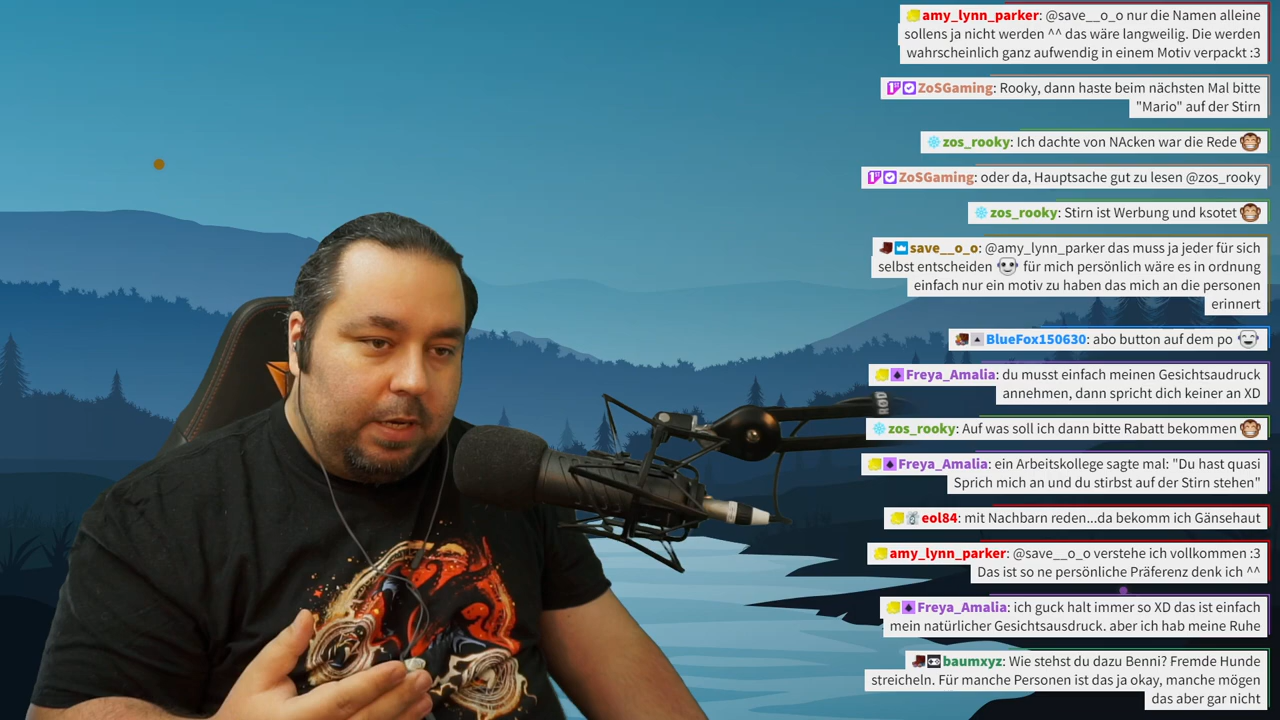 amy_lynn_parker: @save__o_o nur die Namen alleine
sollens ja nicht werden ^^ das wäre langweilig. Die werden
wahrscheinlich ganz aufwendig in einem Motiv verpackt :3
ZoSGaming: Rooky, dann haste beim nächsten Mal bitte
"Mario" auf der Stirn
zos_rooky: Ich dachte von NAcken war die Rede
ZoSGaming: oder da, Hauptsache gut zu lesen @zos_rooky
zos_rooky: Stirn ist Werbung und ksotet
save__o_o: @amy_lynn_parker das muss ja jeder für sich
selbst entscheiden für mich persönlich wäre es in ordnung
einfach nur ein motiv zu haben das mich an die personen
erinnert
BlueFox150630: abo button auf dem po
Freya_Amalia: du musst einfach meinen Gesichtsaudruck
annehmen, dann spricht dich keiner an XD
RØDE
zos_rooky: Auf was soll ich dann bitte Rabatt bekommen
Freya_Amalia: ein Arbeitskollege sagte mal: "Du hast quasi
Sprich mich an und du stirbst auf der Stirn stehen"
eol84: mit Nachbarn reden...da bekomm ich Gänsehaut
amy_lynn_parker: @save__o_o verstehe ich vollkommen :3
Das ist so ne persönliche Präferenz denk ich ^^
Freya_Amalia: ich guck halt immer so XD das ist einfach
mein natürlicher Gesichtsausdruck. aber ich hab meine Ruhe
baumxyz: Wie stehst du dazu Benni? Fremde Hunde
streicheln. Für manche Personen ist das ja okay, manche mögen
das aber gar nicht